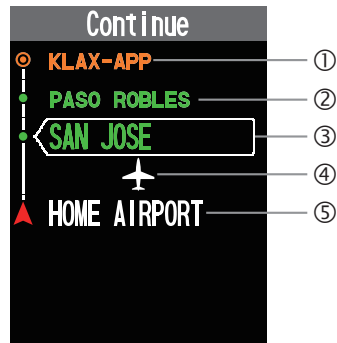 Continue
KLAX-APP ①
PASO ROBLES ②
SAN JOSE ③
④
HOME AIRPORT ⑤